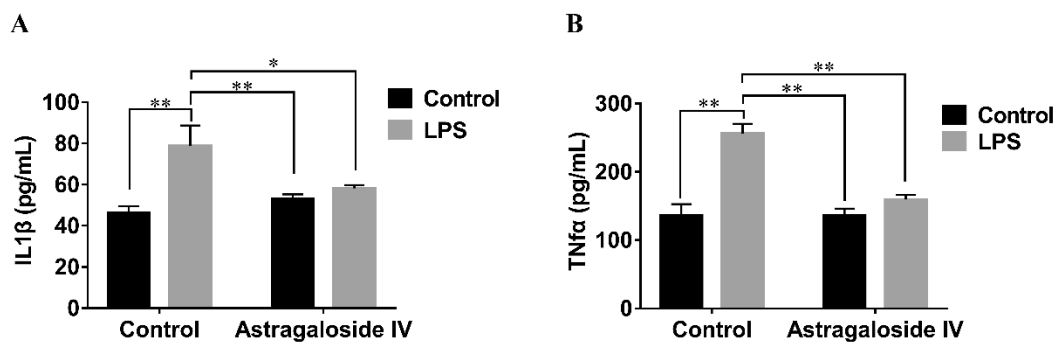 A
IL1β (pg/mL)
100
80
60
40
20
0
**
**
*
Control
LPS
Control
Astragaloside IV
B
TNfα (pg/mL)
300
200
100
0
**
**
**
Control
LPS
Control
Astragaloside IV